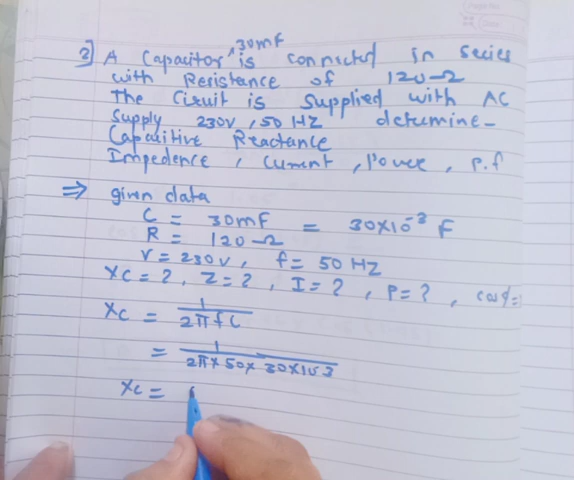 3] A Capacitor ^30mF is connected in series
with Resistance of 120-Ω
The Circuit is Supplied with AC
Supply 230V, 50 HZ determine-
Capacitive Reactance
Impedence, Current, Power, p.f
⇒ given data
C = 30mF = 30×10⁻³ F
R = 120-Ω
V = 230V, f = 50 HZ
Xc = ?, Z = ?, I = ?, P = ?, cosφ =
Xc = 1/2πfC
= 1/2π×50×30×10-3
Xc =